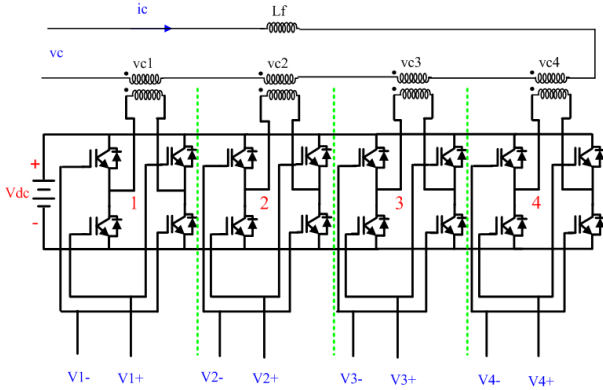 ic
Lf
vc
vc1
vc2
vc3
vc4
+
Vdc
-
1
2
3
4
V1-
V1+
V2-
V2+
V3-
V3+
V4-
V4+